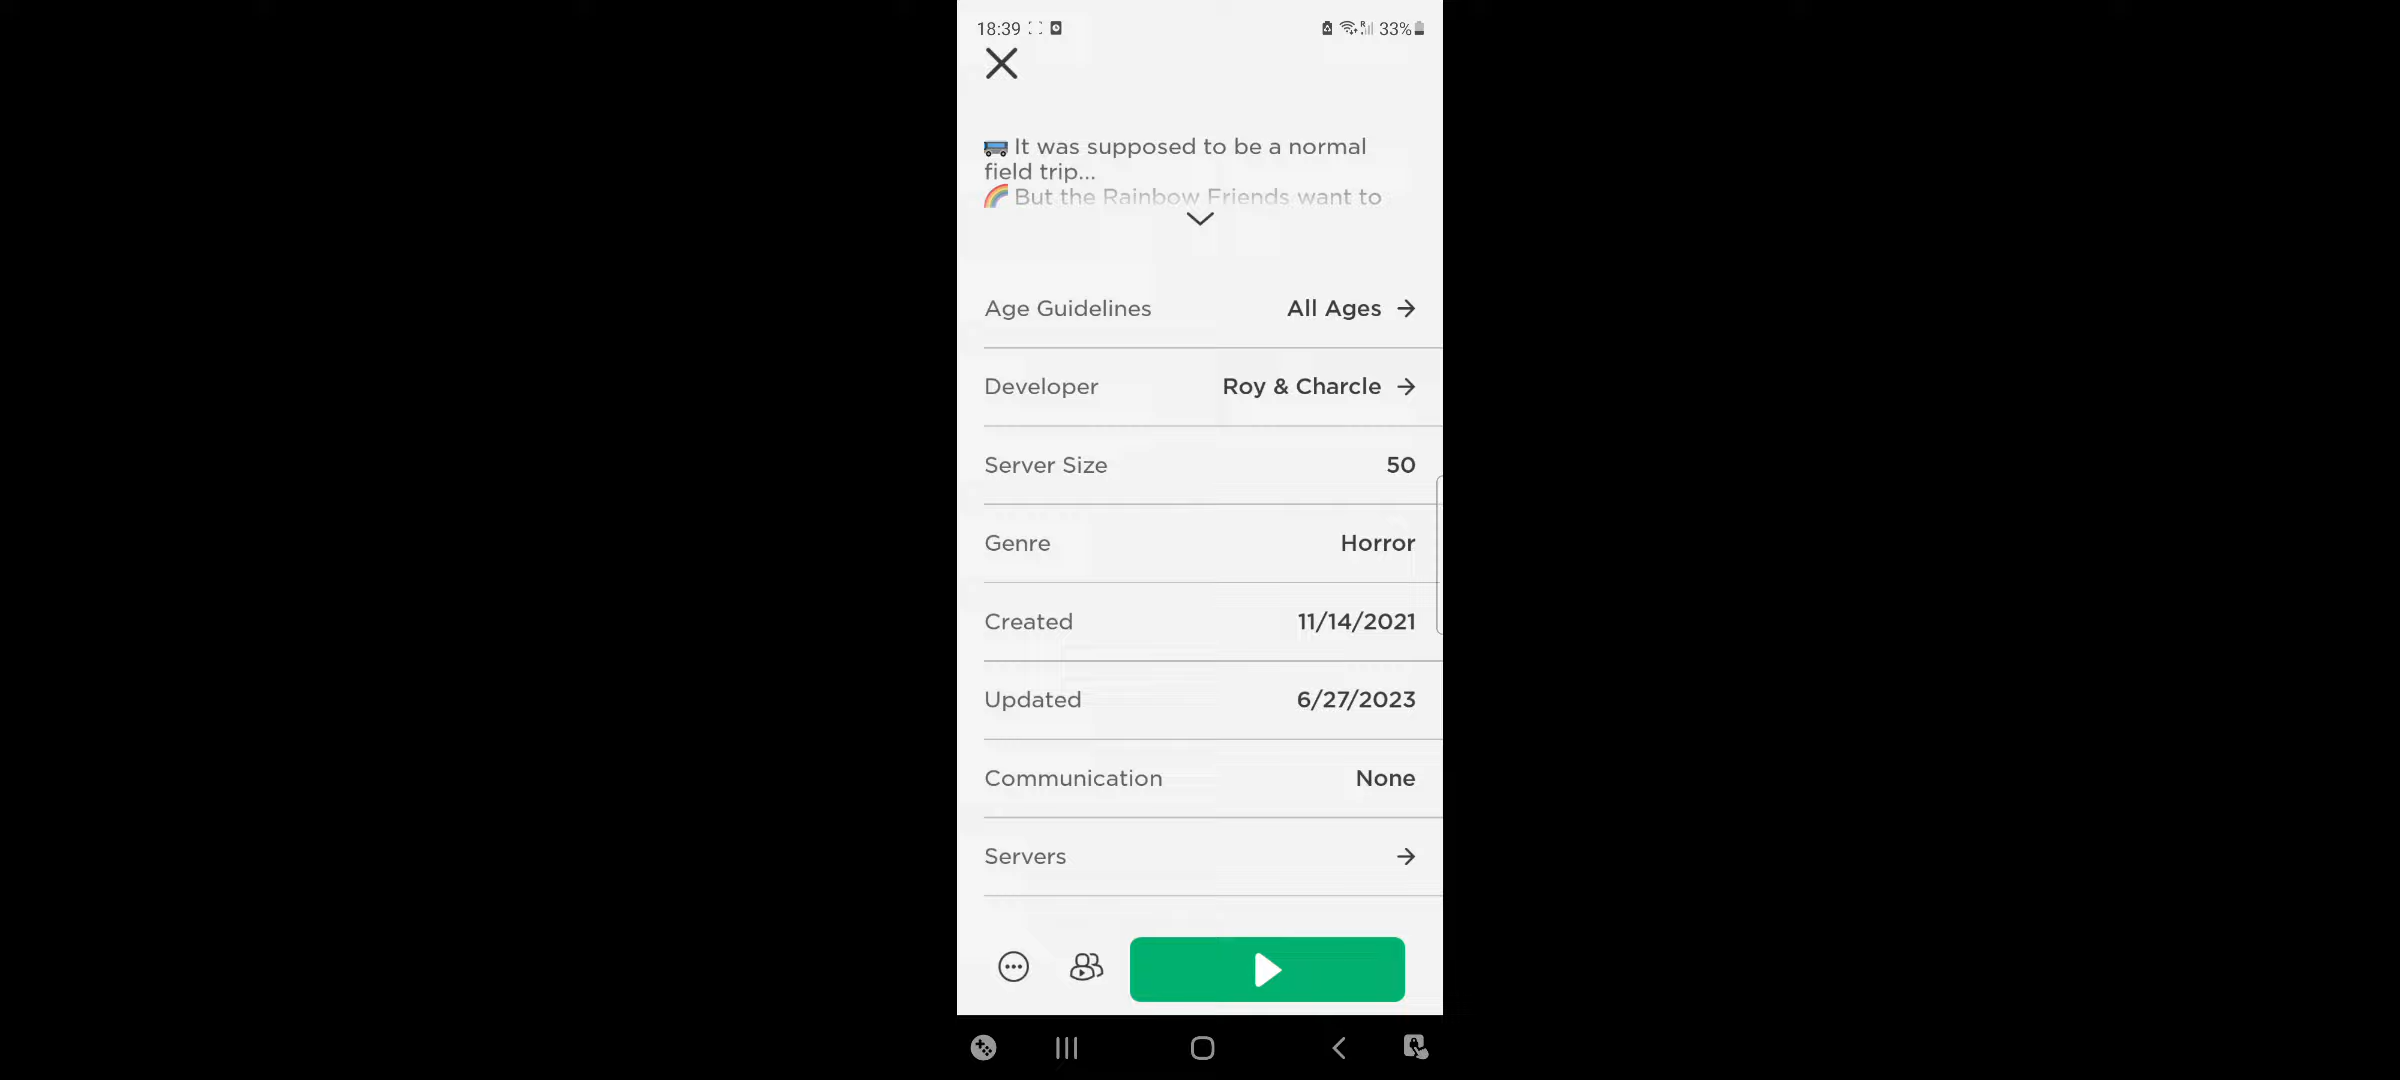 18:39 33%
🚌 It was supposed to be a normal
field trip...
🌈 But the Rainbow Friends want to
Age Guidelines All Ages →
Developer Roy & Charcle →
Server Size 50
Genre Horror
Created 11/14/2021
Updated 6/27/2023
Communication None
Servers →